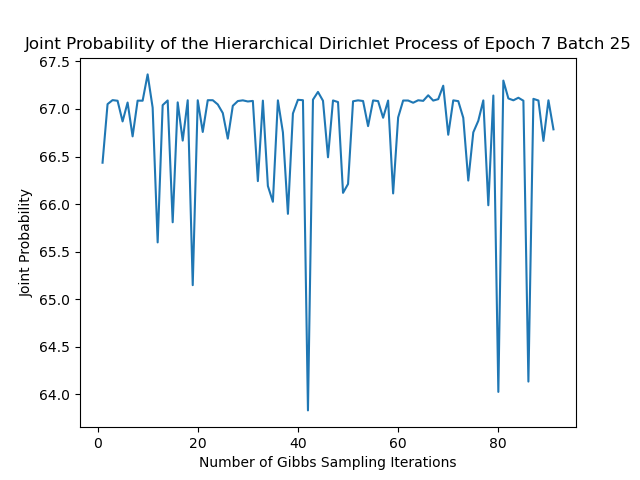 Joint Probability of the Hierarchical Dirichlet Process of Epoch 7 Batch 25
67.5
67.0
66.5
66.0
65.5
65.0
64.5
64.0
Joint Probability
0 20 40 60 80
Number of Gibbs Sampling Iterations